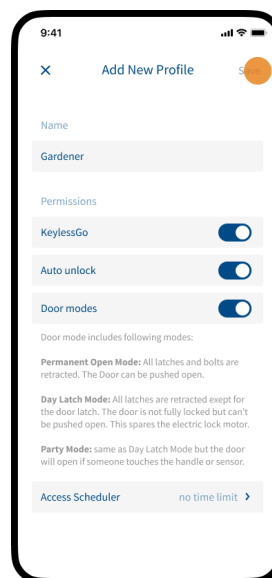 9:41
Add New Profile Save
Name
Gardener
Permissions
KeylessGo
Auto unlock
Door modes
Door mode includes following modes:
Permanent Open Mode: All latches and bolts are
retracted. The Door can be pushed open.
Day Latch Mode: All latches are retracted exept for
the door latch. The door is not fully locked but can't
be pushed open. This spares the electric lock motor.
Party Mode: same as Day Latch Mode but the door
will open if someone touches the handle or sensor.
Access Scheduler no time limit